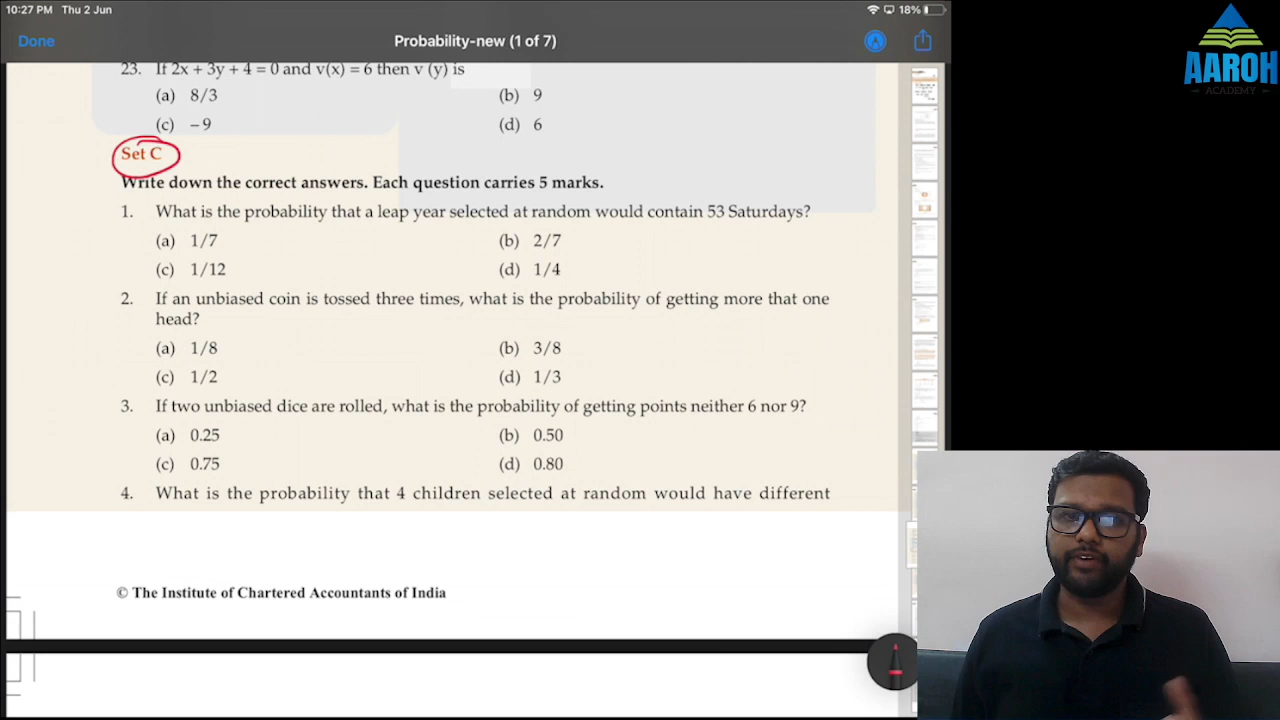 10:27 PM Thu 2 Jun
18%
Done
Probability-new (1 of 7)
AAROH
ACADEMY
23. If 2x + 3y + 4 = 0 and v(x) = 6 then v (y) is
(a) 8/3 (b) 9
(c) –9 (d) 6
Set C
Write down the correct answers. Each question carries 5 marks.
1. What is the probability that a leap year selected at random would contain 53 Saturdays?
(a) 1/7 (b) 2/7
(c) 1/12 (d) 1/4
2. If an unbiased coin is tossed three times, what is the probability of getting more that one
head?
(a) 1/8 (b) 3/8
(c) 1/2 (d) 1/3
3. If two unbiased dice are rolled, what is the probability of getting points neither 6 nor 9?
(a) 0.25 (b) 0.50
(c) 0.75 (d) 0.80
4. What is the probability that 4 children selected at random would have different
© The Institute of Chartered Accountants of India